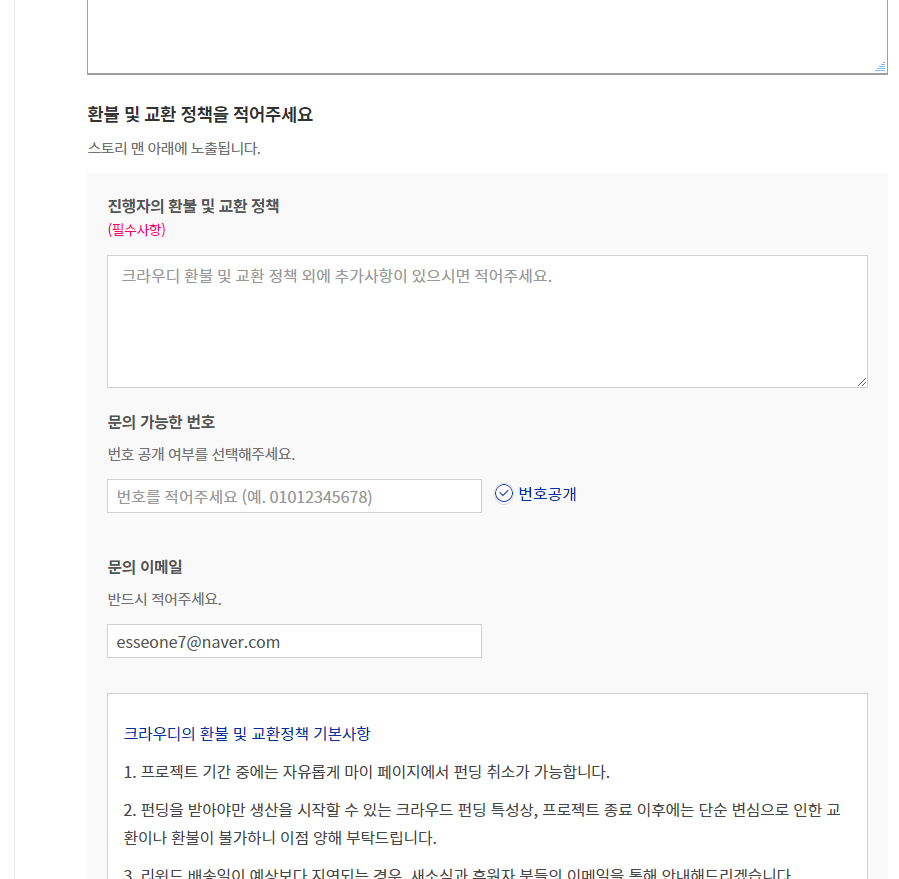 환불 및 교환 정책을 적어주세요
스토리 맨 아래에 노출됩니다.
진행자의 환불 및 교환 정책
(필수사항)
크라우디 환불 및 교환 정책 외에 추가사항이 있으시면 적어주세요.
문의 가능한 번호
번호 공개 여부를 선택해주세요.
번호를 적어주세요 (예. 01012345678)
번호공개
문의 이메일
반드시 적어주세요.
esseone7@naver.com
크라우디의 환불 및 교환정책 기본사항
1. 프로젝트 기간 중에는 자유롭게 마이 페이지에서 펀딩 취소가 가능합니다.
2. 펀딩을 받아야만 생산을 시작할 수 있는 크라우드 펀딩 특성상, 프로젝트 종료 이후에는 단순 변심으로 인한 교
환이나 환불이 불가하니 이점 양해 부탁드립니다.
3. 리워드 배송일이 예상보다 지연되는 경우, 새소식과 후원자 분들의 이메일을 통해 안내해드리겠습니다.